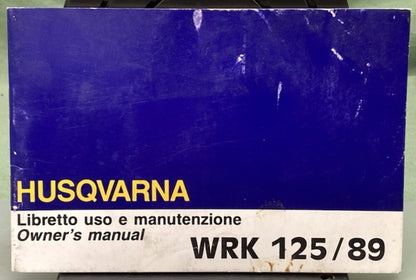 HUSQVARNA
Libretto uso e manutenzione
Owner's manual
WRK 125/89